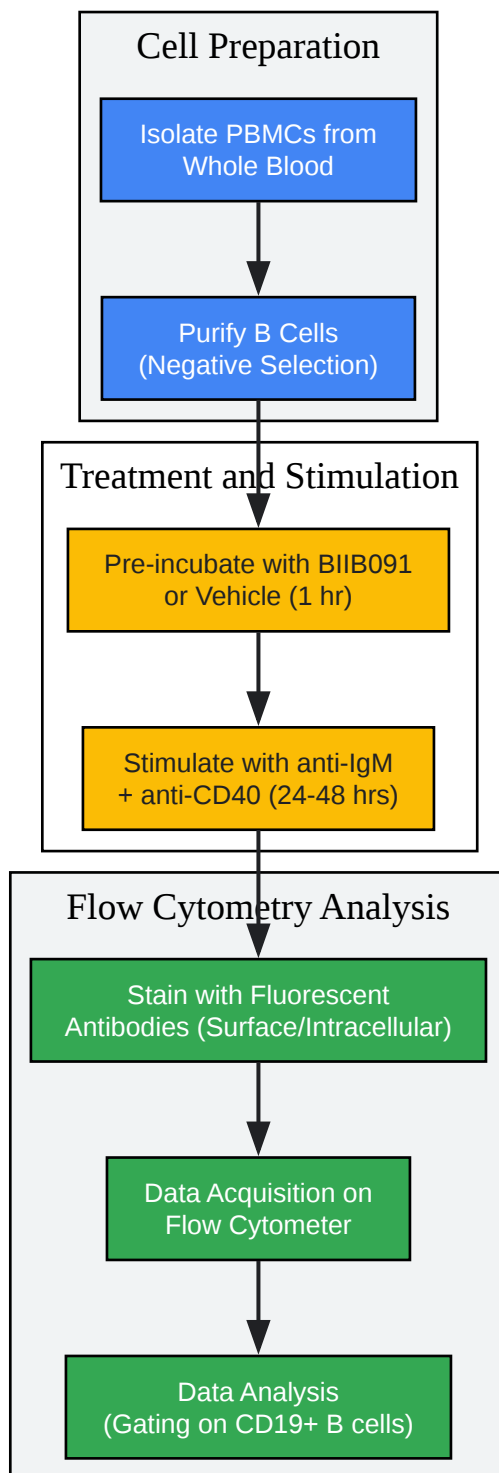 Cell Preparation
Isolate PBMCs from
Whole Blood
Purify B Cells
(Negative Selection)
Treatment and Stimulation
Pre-incubate with BIIB091
or Vehicle (1 hr)
Stimulate with anti-IgM
+ anti-CD40 (24-48 hrs)
Flow Cytometry Analysis
Stain with Fluorescent
Antibodies (Surface/Intracellular)
Data Acquisition on
Flow Cytometer
Data Analysis
(Gating on CD19+ B cells)